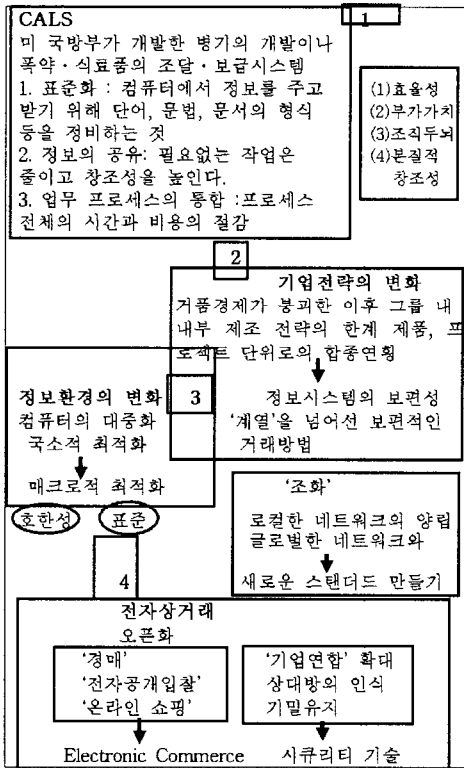 CALS
미 국방부가 개발한 병기의 개발이나
폭약·식료품의 조달·보급시스템
1. 표준화 : 컴퓨터에서 정보를 주고
받기 위해 단어, 문법, 문서의 형식
등을 정비하는 것
2. 정보의 공유: 필요없는 작업은
줄이고 창조성을 높인다.
3. 업무 프로세스의 통합 :프로세스
전체의 시간과 비용의 절감
1
(1)효율성
(2)부가가치
(3)조직두뇌
(4)본질적
창조성
2
기업전략의 변화
거품경제가 붕괴한 이후 그룹 내
내부 제조 전략의 한계 제품, 프
로젝트 단위로의 합종연횡
정보시스템의 보편성
‘계열’을 넘어선 보편적인
거래방법
3
정보환경의 변화
컴퓨터의 대중화
국소적 최적화
매크로적 최적화
호한성
표준
‘조화’
로컬한 네트워크의 양립
글로벌한 네트워크와
새로운 스탠더드 만들기
4
전자상거래
오픈화
‘경매’
‘전자공개입찰’
‘온라인 쇼핑’
Electronic Commerce
‘기업연합’ 확대
상대방의 인식
기밀유지
시큐리티 기술